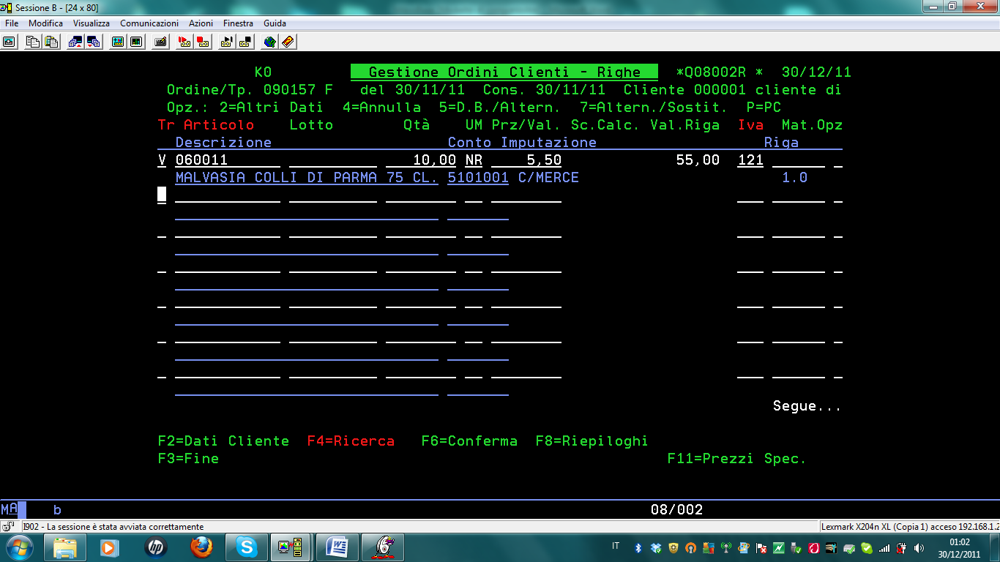 Sessione B - [24 x 80]
File Modifica Visualizza Comunicazioni Azioni Finestra Guida
K0 Gestione Ordini Clienti - Righe *Q08002R * 30/12/11
Ordine/Tp. 090157 F del 30/11/11 Cons. 30/11/11 Cliente 000001 cliente di
Opz.: 2=Altri Dati 4=Annulla 5=D.B./Altern. 7=Altern./Sostit. P=PC
Tr Articolo Lotto Qtà UM Prz/Val. Sc.Calc. Val.Riga Iva Mat.Opz
Descrizione Conto Imputazione Riga
V 060011 10,00 NR 5,50 55,00 121
MALVASIA COLLI DI PARMA 75 CL. 5101001 C/MERCE 1.0
Segue...
F2=Dati Cliente F4=Ricerca F6=Conferma F8=Riepiloghi
F3=Fine F11=Prezzi Spec.
MA b 08/002
I902 - La sessione è stata avviata correttamente Lexmark X204n XL (Copia 1) acceso 192.168.1.2
IT 01:02
30/12/2011